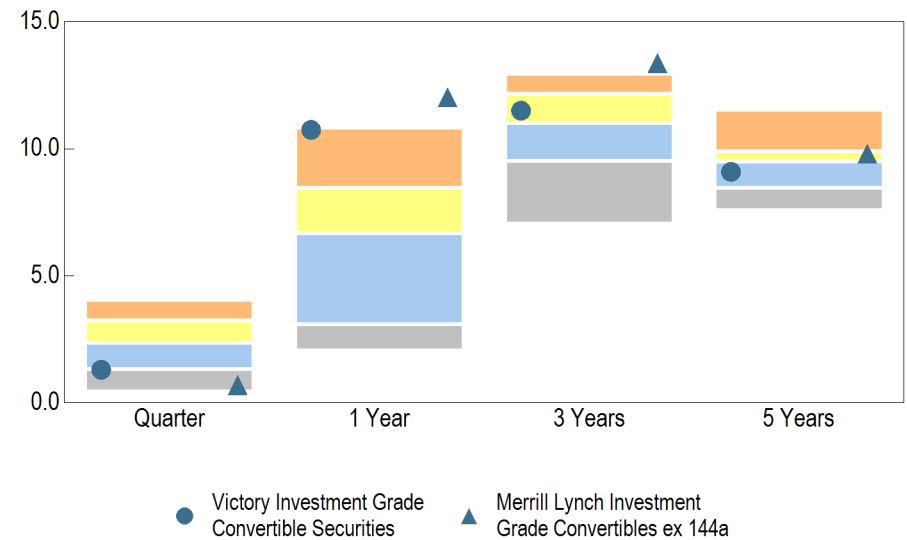 15.0
10.0
5.0
0.0
Quarter
1 Year
3 Years
5 Years
Victory Investment Grade
Convertible Securities
Merrill Lynch Investment
Grade Convertibles ex 144a